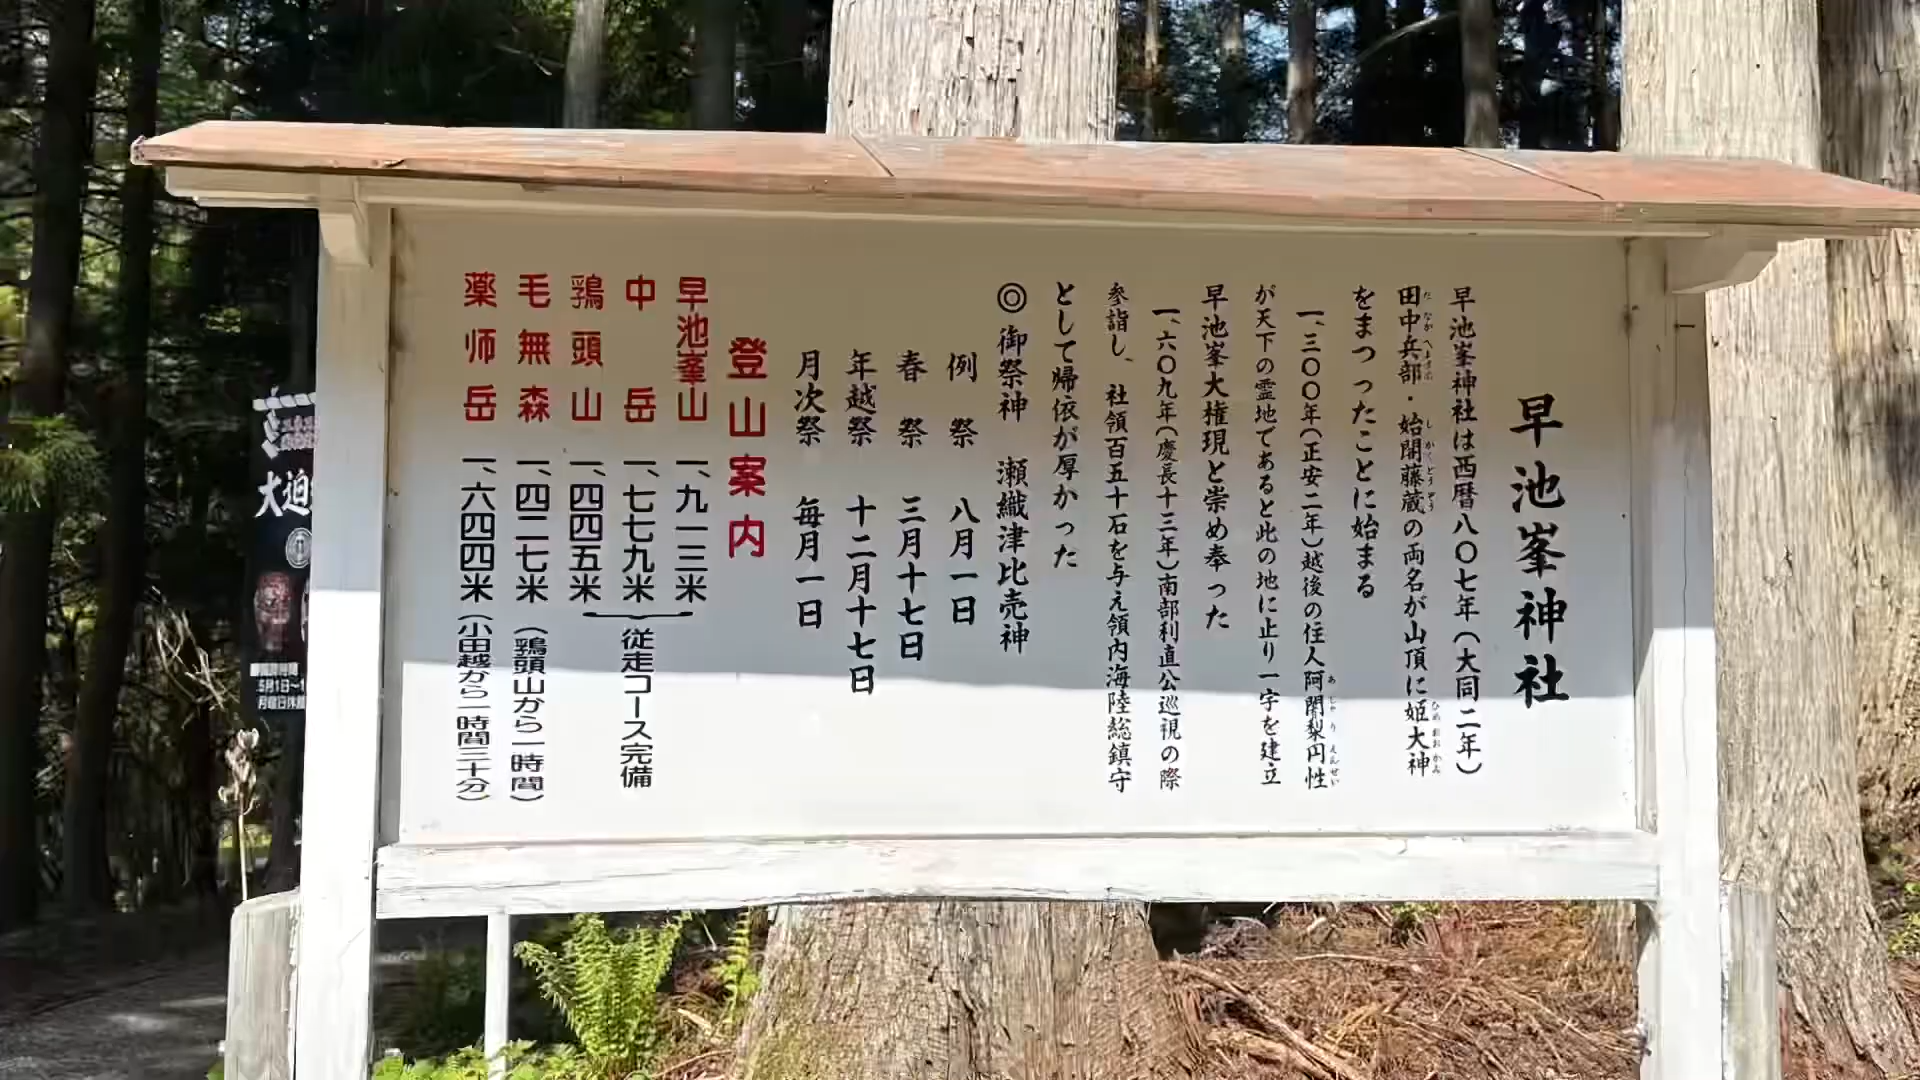 早池峯神社
早池峯神社は西暦八〇七年（大同二年）
田中兵部・始閣藤蔵の両名が山頂に姫大神
をまつったことに始まる
一、三〇〇年（正安二年）越後の住人阿闍梨円性
が天下の霊地であると此の地に止り一宇を建立
早池峯大権現と崇め奉った
一、六〇九年（慶長十三年）南部利直公巡視の際
参詣し、社領百五十石を与え領内海陸総鎮守
として帰依が厚かった
◎御祭神 瀬織津比売神
例祭 八月一日
春祭 三月十七日
年越祭 十二月十七日
月次祭 毎月一日
登山案内
早池峯山 一、九一三米
中岳 一、七七九米
従走コース完備
鶏頭山 一、四四五米
毛無森 一、四二七米（鶏頭山から一時間）
薬師岳 一、六四四米（小田越から一時間三十分）
大迫